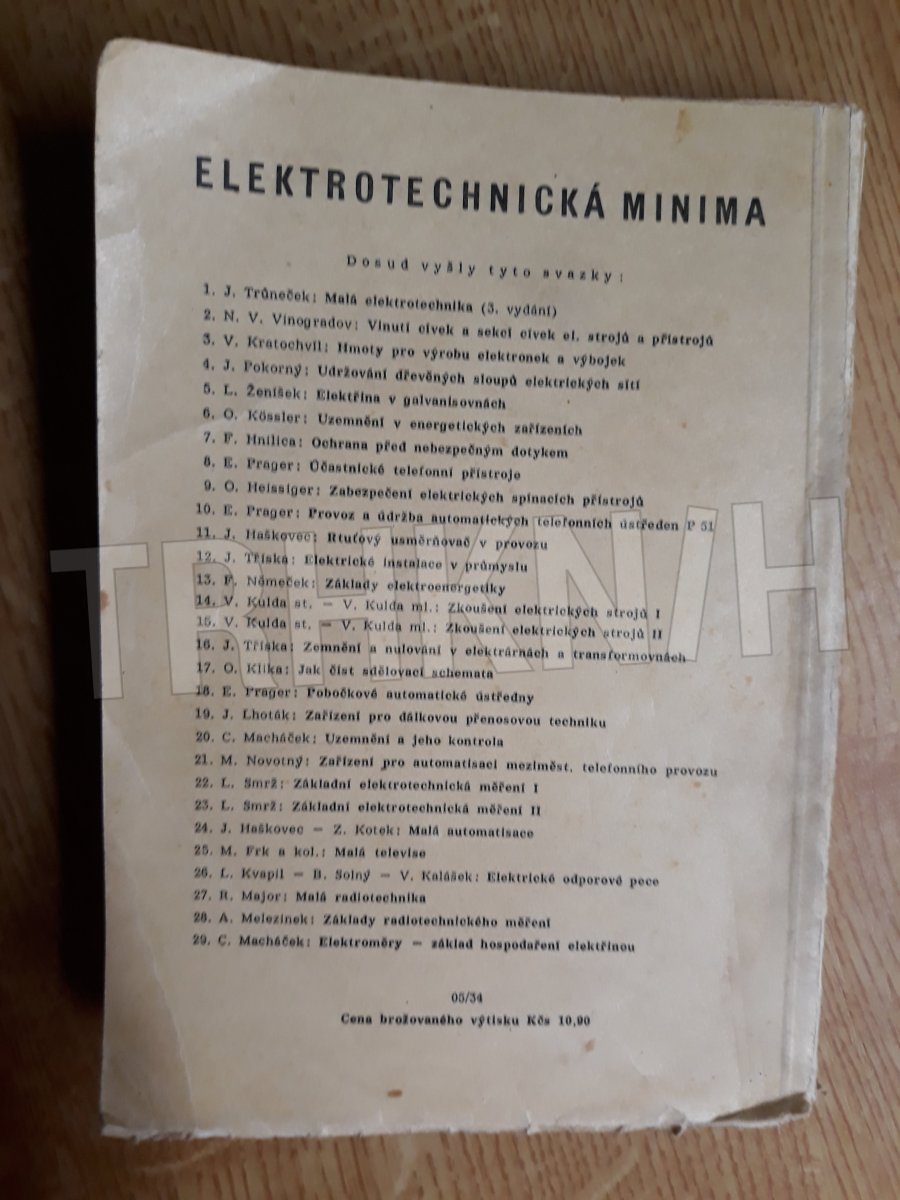 ELEKTROTECHNICKÁ MINIMA
Dosud vyšly tyto svazky:
1. J. Trůneček: Malá elektrotechnika (3. vydání)
2. N. V. Vinogradov: Vinutí cívek a sekcí cívek el. strojů a přístrojů
3. V. Kratochvíl: Hmoty pro výrobu elektronek a výbojek
4. J. Pokorný: Udržování dřevěných sloupů elektrických sítí
5. L. Ženíšek: Elektřina v galvanisovnách
6. O. Kössler: Uzemnění v energetických zařízeních
7. F. Hnilica: Ochrana před nebezpečným dotykem
8. E. Prager: Účastnické telefonní přístroje
9. O. Heissiger: Zabezpečení elektrických spínacích přístrojů
10. E. Prager: Provoz a údržba automatických telefonních ústředen P 51
11. J. Haškovec: Rtuťový usměrňovač v provozu
12. J. Tříska: Elektrické instalace v průmyslu
13. F. Němeček: Základy elektroenergetiky
14. V. Kulda st. – V. Kulda ml.: Zkoušení elektrických strojů I
15. V. Kulda st. – V. Kulda ml.: Zkoušení elektrických strojů II
16. J. Tříska: Zemnění a nulování v elektrárnách a transformovnách
17. O. Klika: Jak číst sdělovací schemata
18. E. Prager: Pobočkové automatické ústředny
19. J. Lhoták: Zařízení pro dálkovou přenosovou techniku
20. C. Macháček: Uzemnění a jeho kontrola
21. M. Novotný: Zařízení pro automatisaci meziměst. telefonního provozu
22. L. Smrž: Základní elektrotechnická měření I
23. L. Smrž: Základní elektrotechnická měření II
24. J. Haškovec – Z. Kotek: Malá automatisace
25. M. Frk a kol.: Malá televise
26. L. Kvapil – B. Solný – V. Kalášek: Elektrické odporové pece
27. R. Major: Malá radiotechnika
28. A. Melezinek: Základy radiotechnického měření
29. C. Macháček: Elektroměry – základ hospodaření elektřinou
05/34
Cena brožovaného výtisku Kčs 10,90